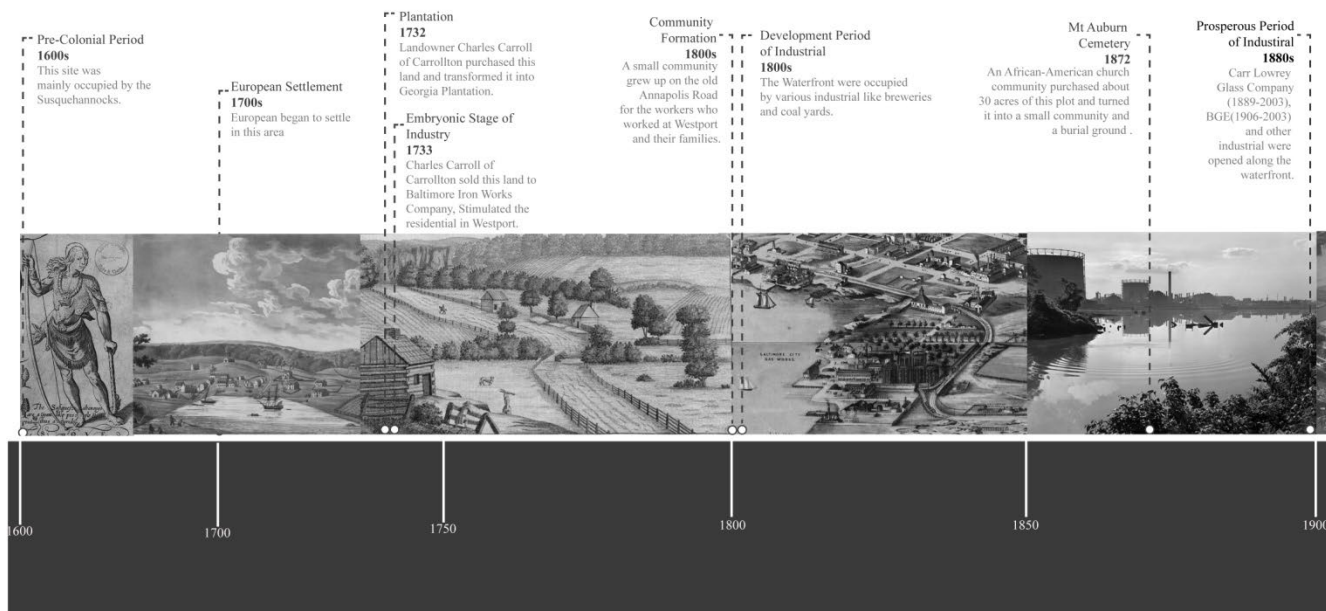 Pre-Colonial Period
1600s
This site was
mainly occupied by the
Susquehannocks.
European Settlement
1700s
European began to settle
in this area
Plantation
1732
Landowner Charles Carroll
of Carrollton purchased this
land and transformed it into
Georgia Plantation.
Embryonic Stage of
Industry
1733
Charles Carroll of
Carrollton sold this land to
Baltimore Iron Works
Company, Stimulated the
residential in Westport.
Community
Formation
1800s
A small community
grew up on the old
Annapolis Road
for the workers who
worked at Westport
and their families.
Development Period
of Industrial
1800s
The Waterfront were occupied
by various industrial like breweries
and coal yards.
Mt Auburn
Cemetery
1872
An African-American church
community purchased about
30 acres of this plot and turned
it into a small community and
a burial ground .
Prosperous Period
of Industiral
1880s
Carr Lowrey
Glass Company
(1889-2003),
BGE(1906-2003)
and other
industrial were
opened along the
waterfront.
BALTIMORE CITY
GAS WORKS
1600
1700
1750
1800
1850
1900